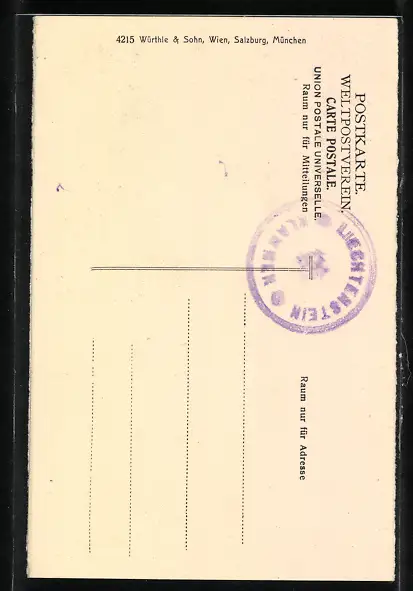 4215 Würthle & Sohn, Wien, Salzburg, München
POSTKARTE.
WELTPOSTVEREIN.
CARTE POSTALE.
UNION POSTALE UNIVERSELLE.
Raum nur für Mitteilungen
Raum nur für Adresse
LIECHTENSTEIN
PLANKEN